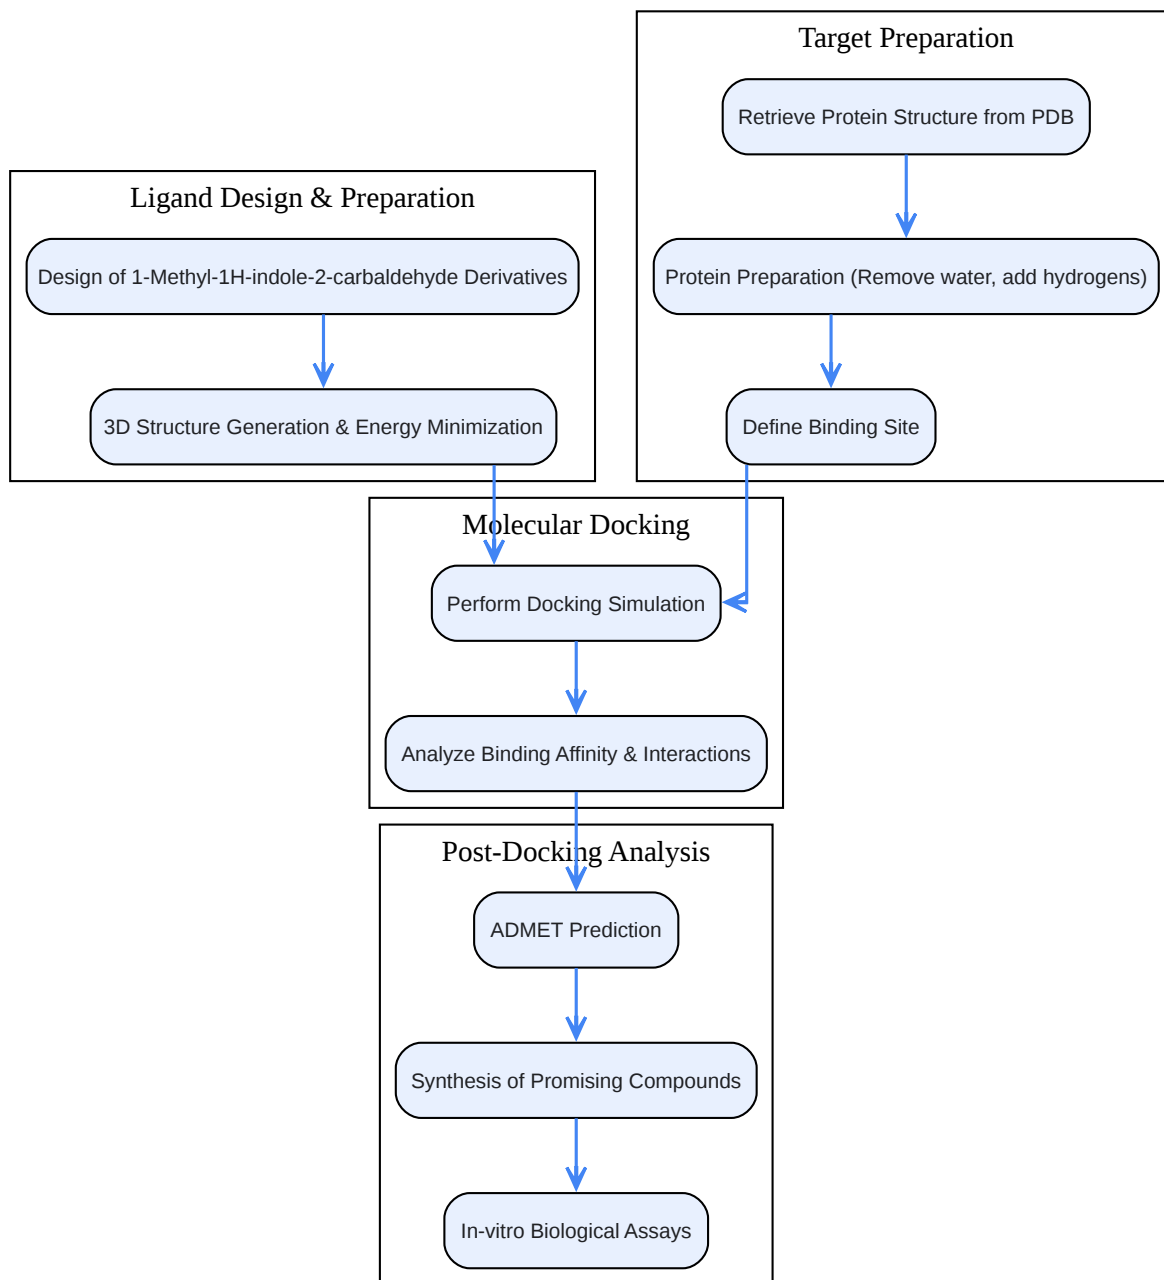 Target Preparation
Retrieve Protein Structure from PDB
Protein Preparation (Remove water, add hydrogens)
Define Binding Site
Ligand Design & Preparation
Design of 1-Methyl-1H-indole-2-carbaldehyde Derivatives
3D Structure Generation & Energy Minimization
Molecular Docking
Perform Docking Simulation
Analyze Binding Affinity & Interactions
Post-Docking Analysis
ADMET Prediction
Synthesis of Promising Compounds
In-vitro Biological Assays